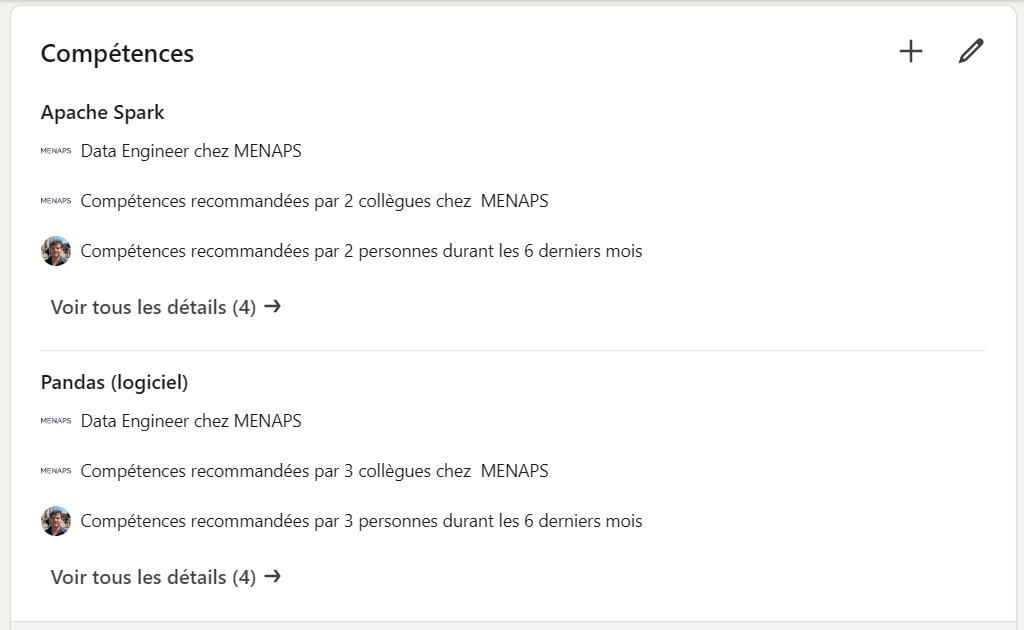 Compétences
Apache Spark
MENAPS Data Engineer chez MENAPS
MENAPS Compétences recommandées par 2 collègues chez MENAPS
Compétences recommandées par 2 personnes durant les 6 derniers mois
Voir tous les détails (4) →
Pandas (logiciel)
MENAPS Data Engineer chez MENAPS
MENAPS Compétences recommandées par 3 collègues chez MENAPS
Compétences recommandées par 3 personnes durant les 6 derniers mois
Voir tous les détails (4) →